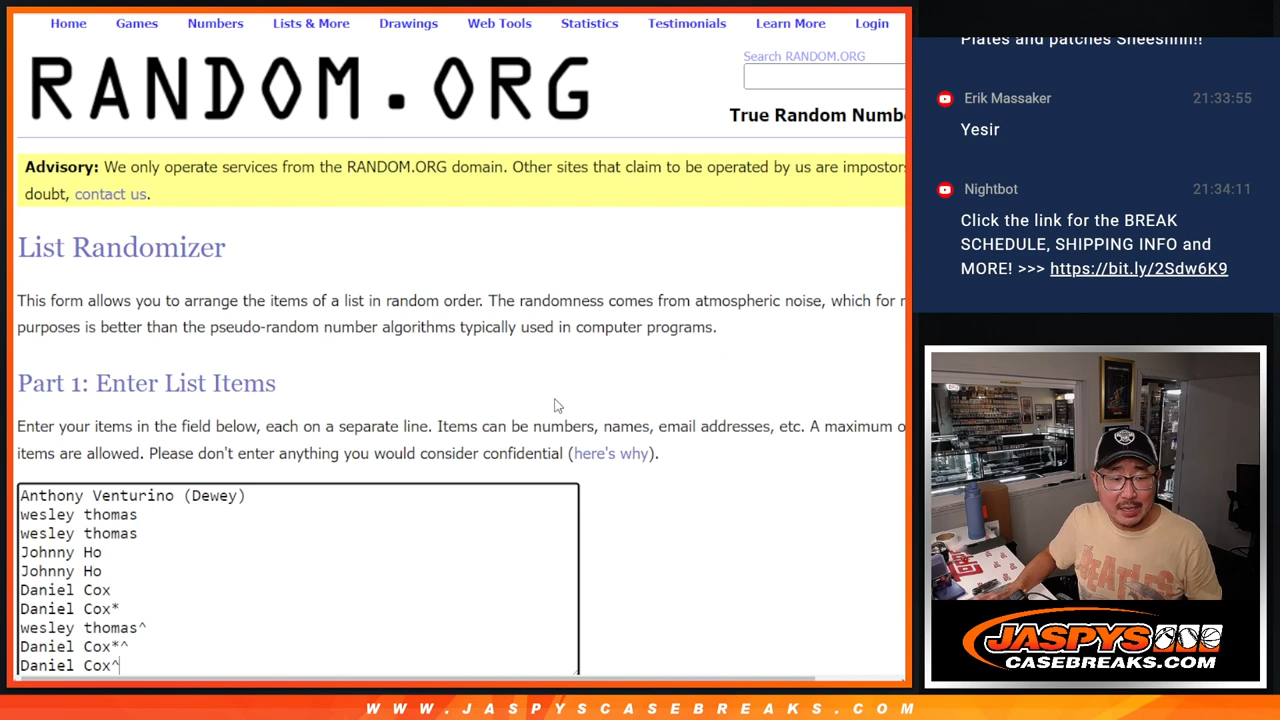 Home Games Numbers Lists & More Drawings Web Tools Statistics Testimonials Learn More Login
RANDOM.ORG
Search RANDOM.ORG
True Random Numb
Advisory: We only operate services from the RANDOM.ORG domain. Other sites that claim to be operated by us are impostors
doubt, contact us.
List Randomizer
This form allows you to arrange the items of a list in random order. The randomness comes from atmospheric noise, which for
purposes is better than the pseudo-random number algorithms typically used in computer programs.
Part 1: Enter List Items
Enter your items in the field below, each on a separate line. Items can be numbers, names, email addresses, etc. A maximum
items are allowed. Please don't enter anything you would consider confidential (here's why).
Anthony Venturino (Dewey)
wesley thomas
wesley thomas
Johnny Ho
Johnny Ho
Daniel Cox
Daniel Cox*
wesley thomas^
Daniel Cox*^
Daniel Cox^
Plates and patches Sheeshhh!!
Erik Massaker 21:33:55
Yesir
Nightbot 21:34:11
Click the link for the BREAK
SCHEDULE, SHIPPING INFO and
MORE! >>> https://bit.ly/2Sdw6K9
JASPYS
CASEBREAKS.COM
WWW.JASPYSCASEBREAKS.COM